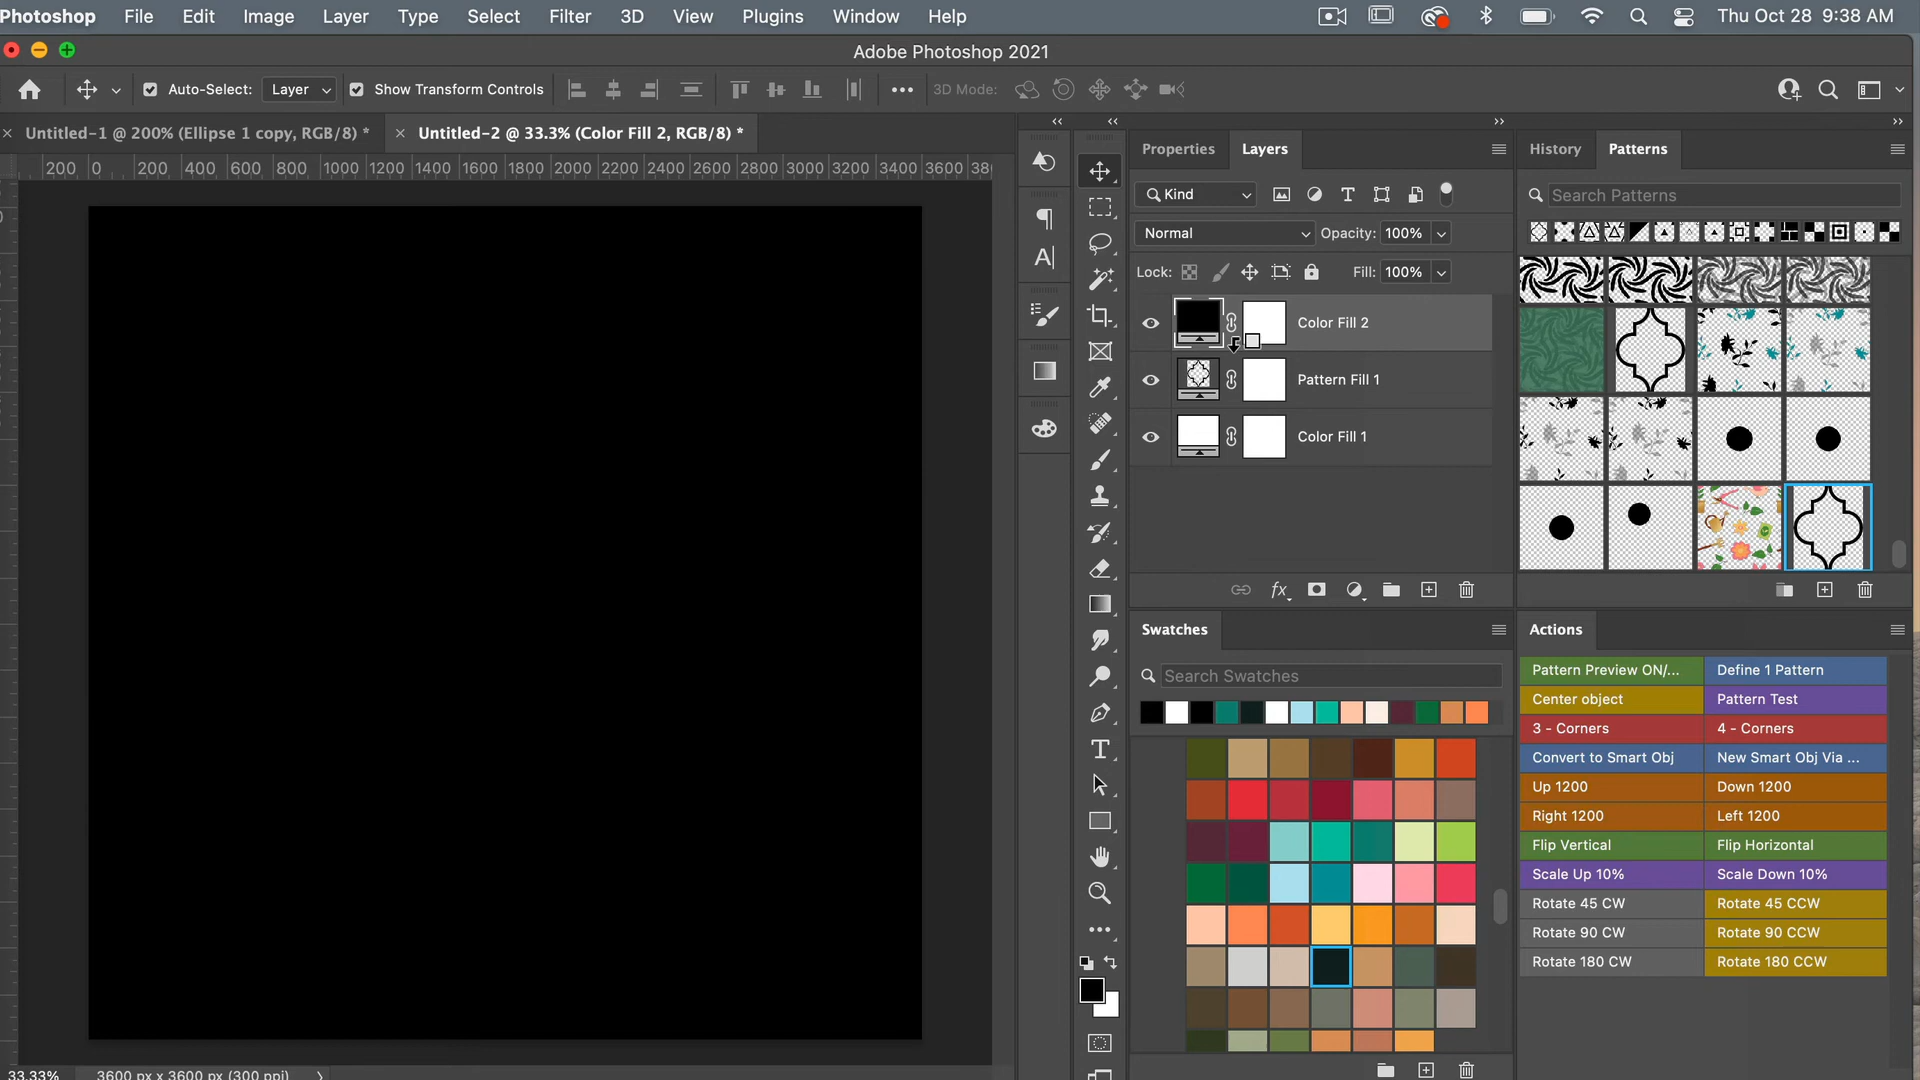 Photoshop File Edit Image Layer Type Select Filter 3D View Plugins Window Help Thu Oct 28 9:38 AM
Adobe Photoshop 2021
Auto-Select: Layer Show Transform Controls 3D Mode:
Untitled-1 @ 200% (Ellipse 1 copy, RGB/8) * Untitled-2 @ 33.3% (Color Fill 2, RGB/8) *
200 0 200 400 600 800 1000 1200 1400 1600 1800 2000 2200 2400 2600 2800 3000 3200 3400 3600
Properties Layers
Kind
Normal Opacity: 100%
Lock: Fill: 100%
Color Fill 2
Pattern Fill 1
Color Fill 1
fx
History Patterns
Search Patterns
Swatches
Search Swatches
Actions
Pattern Preview ON/... Define 1 Pattern
Center object Pattern Test
3 - Corners 4 - Corners
Convert to Smart Obj New Smart Obj Via ...
Up 1200 Down 1200
Right 1200 Left 1200
Flip Vertical Flip Horizontal
Scale Up 10% Scale Down 10%
Rotate 45 CW Rotate 45 CCW
Rotate 90 CW Rotate 90 CCW
Rotate 180 CW Rotate 180 CCW
33.33% 3600 px x 3600 px (300 ppi)